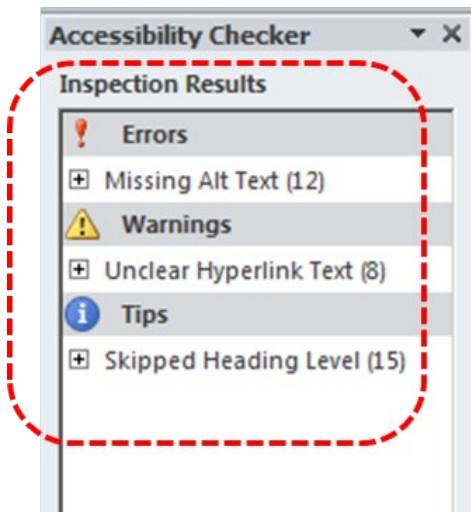 Accessibility Checker
Inspection Results
Errors
Missing Alt Text (12)
Warnings
Unclear Hyperlink Text (8)
Tips
Skipped Heading Level (15)